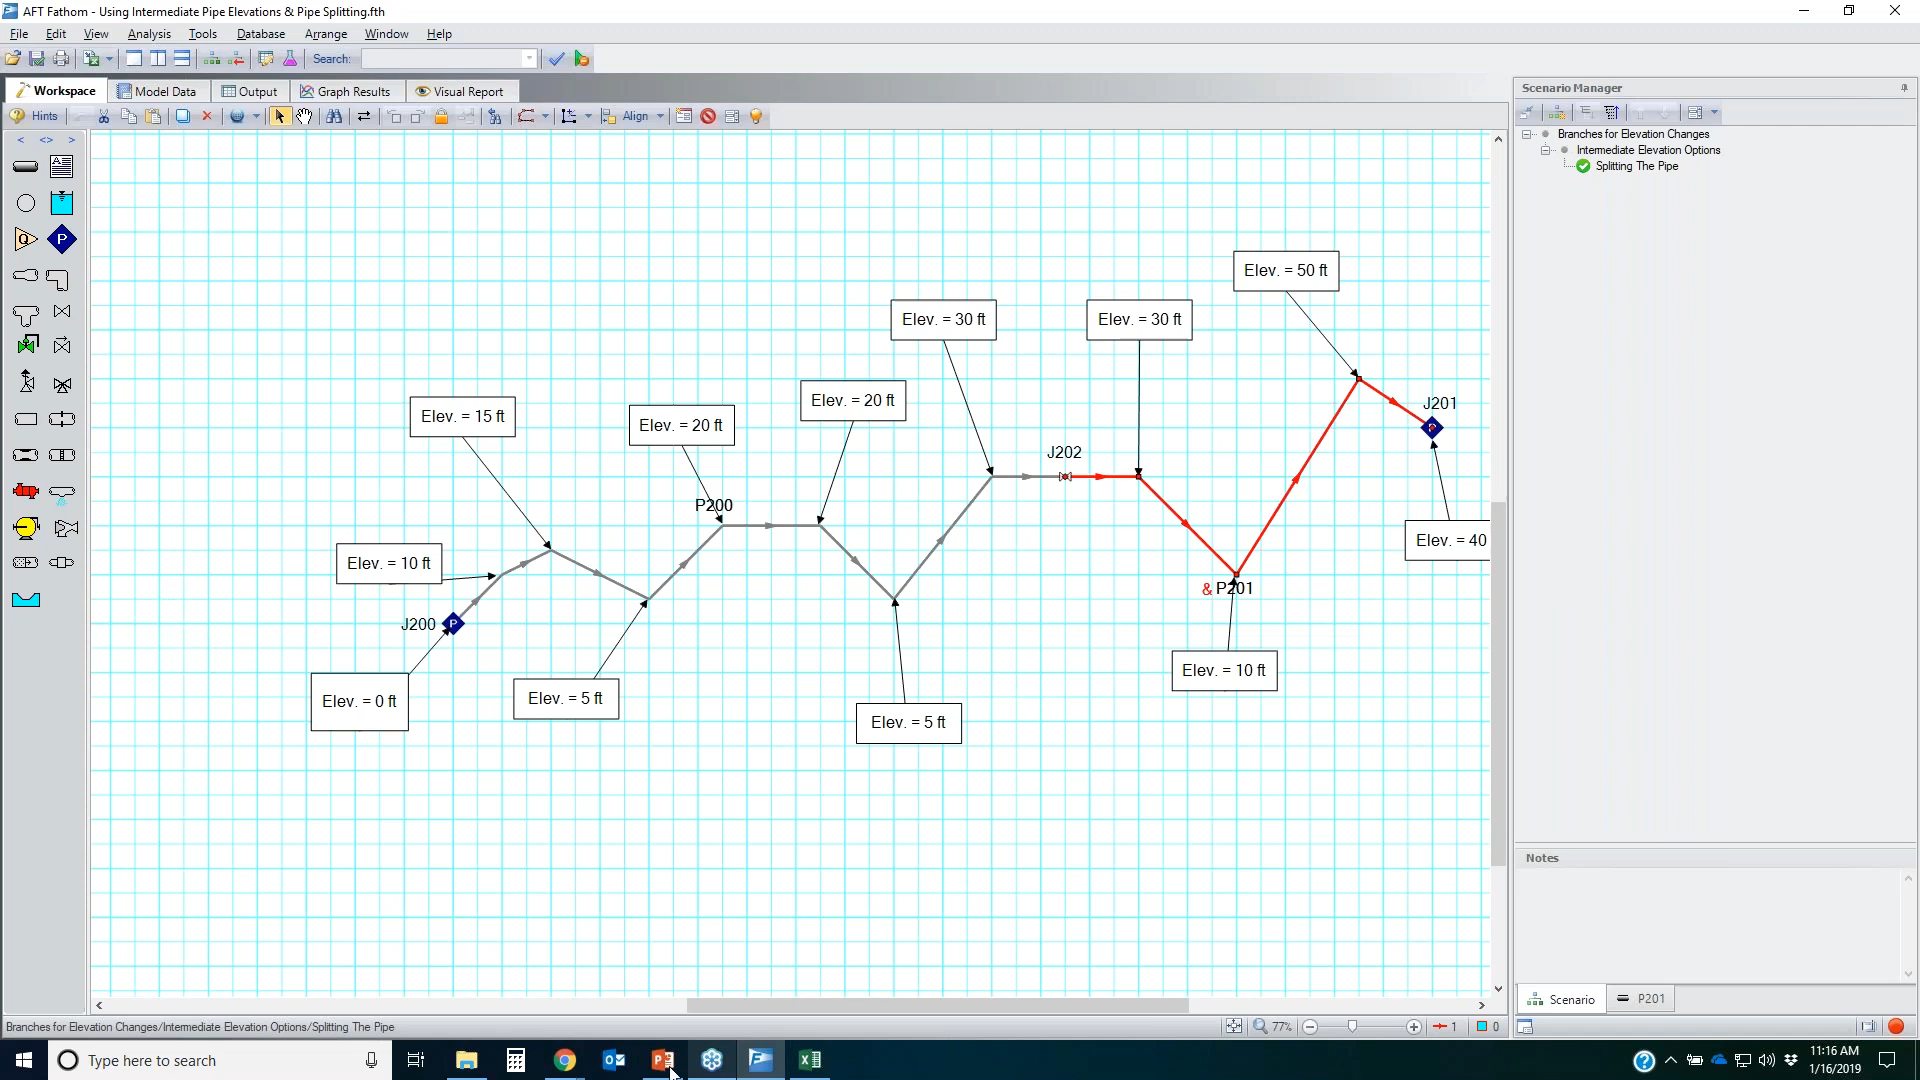 AFT Fathom - Using Intermediate Pipe Elevations & Pipe Splitting.fth
File Edit View Analysis Tools Database Arrange Window Help
Search:
Workspace Model Data Output Graph Results Visual Report
Hints Align
Scenario Manager
Branches for Elevation Changes
Intermediate Elevation Options
Splitting The Pipe
Elev. = 50 ft
Elev. = 30 ft
Elev. = 30 ft
Elev. = 20 ft
Elev. = 15 ft
Elev. = 20 ft
J201
J202
P200
Elev. = 40
Elev. = 10 ft
& P201
J200
Elev. = 10 ft
Elev. = 0 ft
Elev. = 5 ft
Elev. = 5 ft
Notes
Scenario P201
Branches for Elevation Changes/Intermediate Elevation Options/Splitting The Pipe
77% 1 0
Type here to search
11:16 AM
1/16/2019